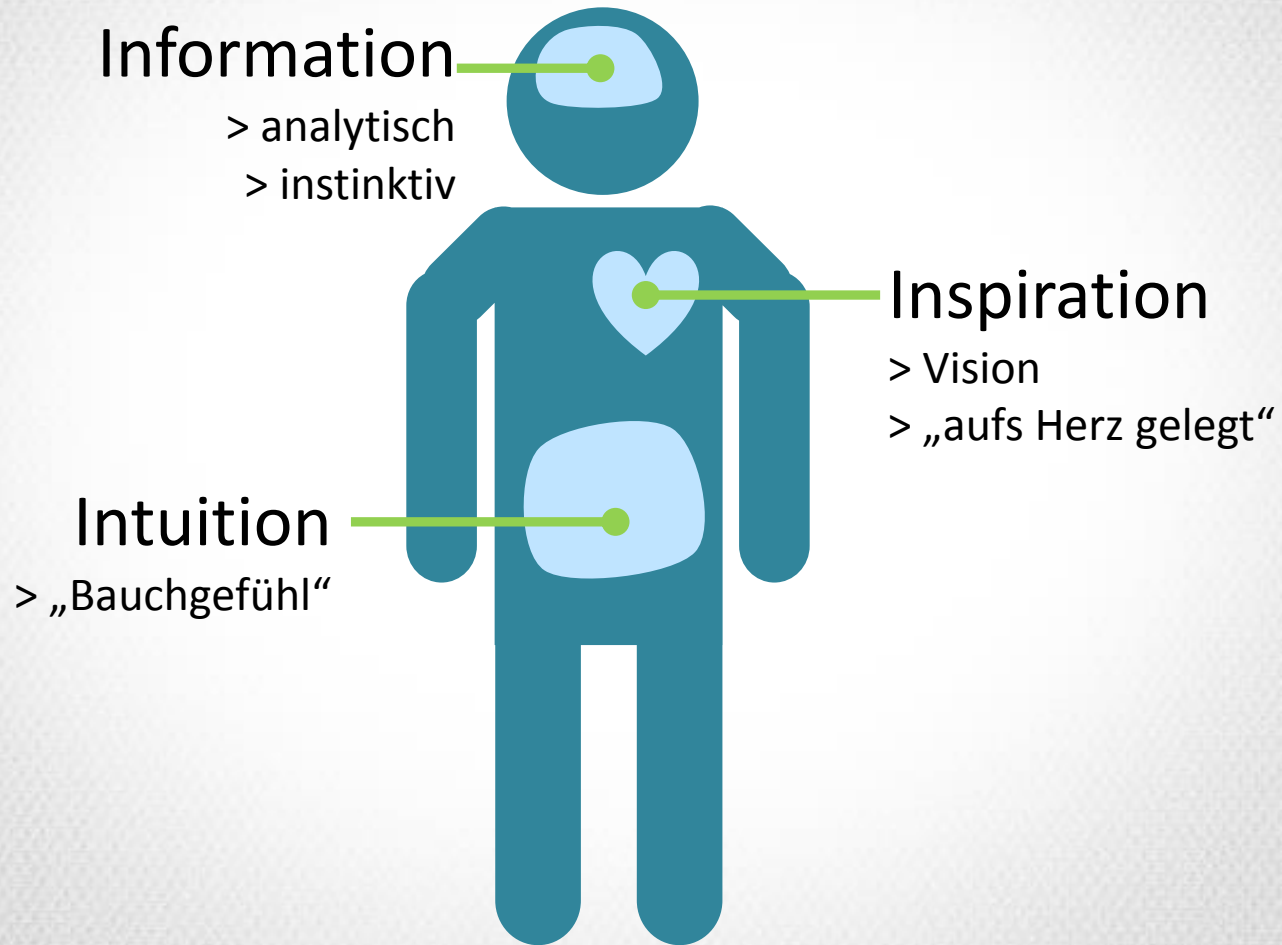 Information
> analytisch
> instinktiv
Inspiration
> Vision
> „aufs Herz gelegt“
Intuition
> „Bauchgefühl“